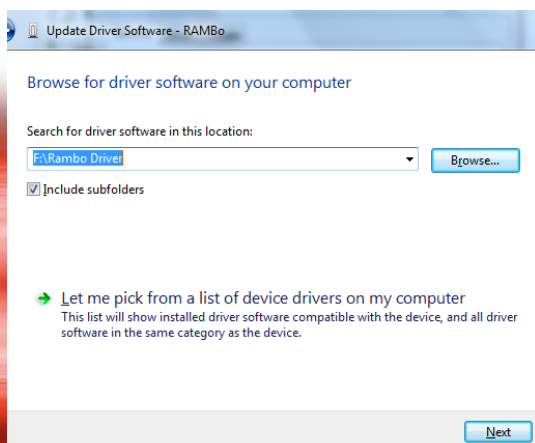 Update Driver Software - RAMBo
Browse for driver software on your computer
Search for driver software in this location:
F:\Rambo Driver
Browse...
Include subfolders
Let me pick from a list of device drivers on my computer
This list will show installed driver software compatible with the device, and all driver
software in the same category as the device.
Next